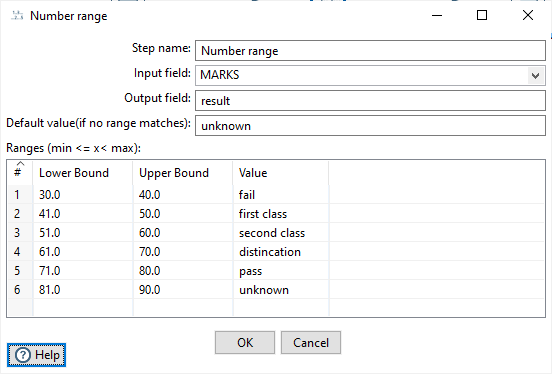 Number range
Step name: Number range
Input field: MARKS
Output field: result
Default value(if no range matches): unknown
Ranges (min <= x< max):
# Lower Bound Upper Bound Value
1 30.0 40.0 fail
2 41.0 50.0 first class
3 51.0 60.0 second class
4 61.0 70.0 distincation
5 71.0 80.0 pass
6 81.0 90.0 unknown
OK Cancel
? Help